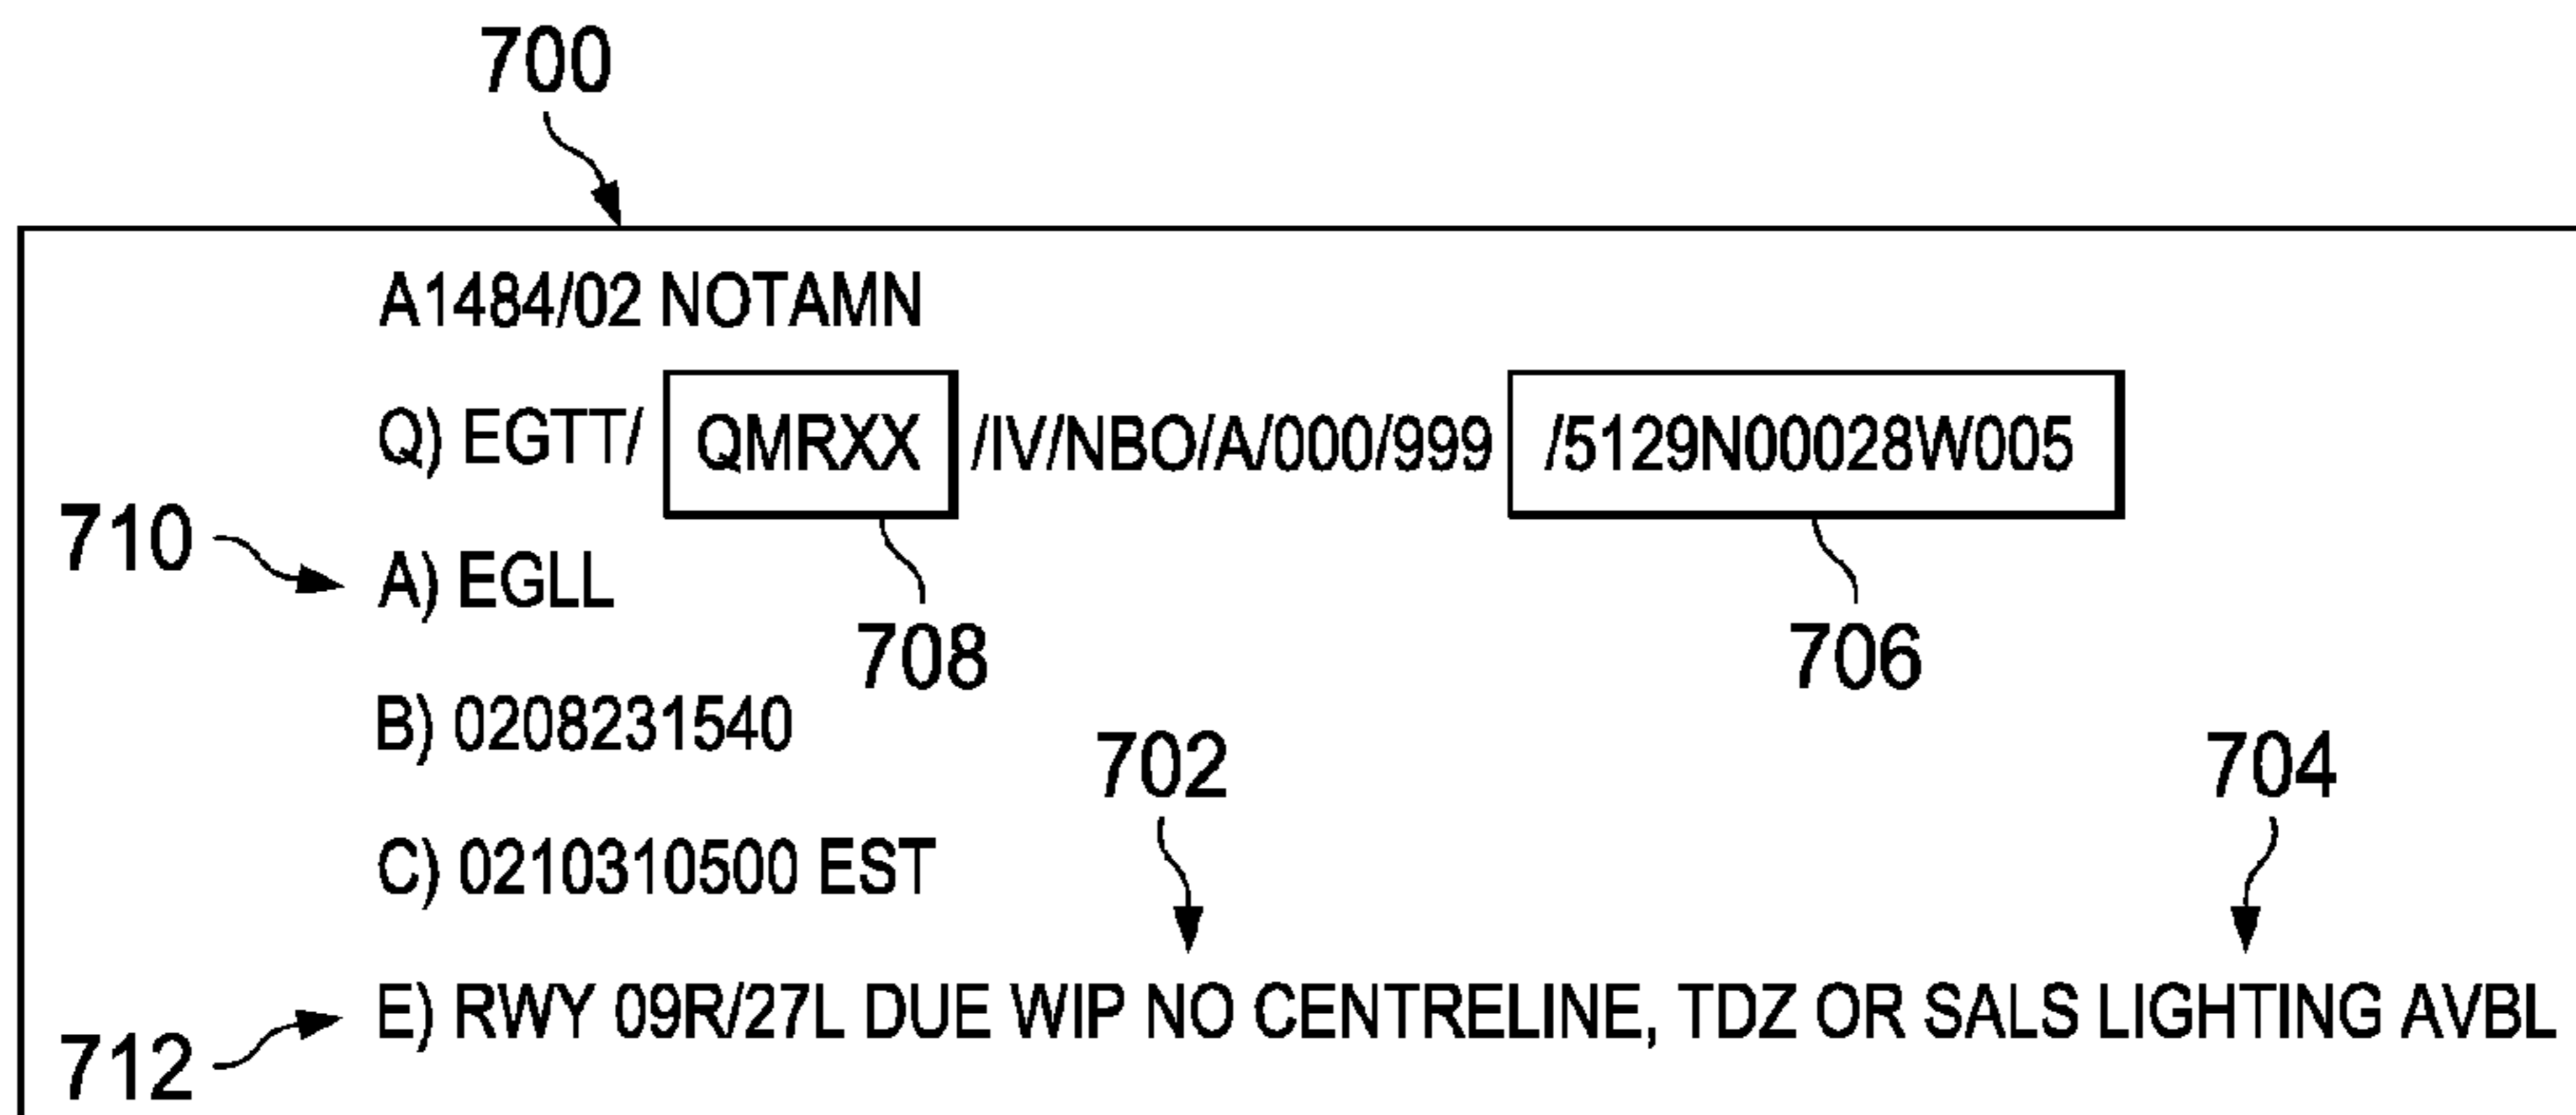 700
A1484/02 NOTAMN
Q) EGTT/ QMRXX /IV/NBO/A/000/999 /5129N00028W005
710
A) EGLL
708
706
B) 0208231540
702
704
C) 0210310500 EST
E) RWY 09R/27L DUE WIP NO CENTRELINE, TDZ OR SALS LIGHTING AVBL
712